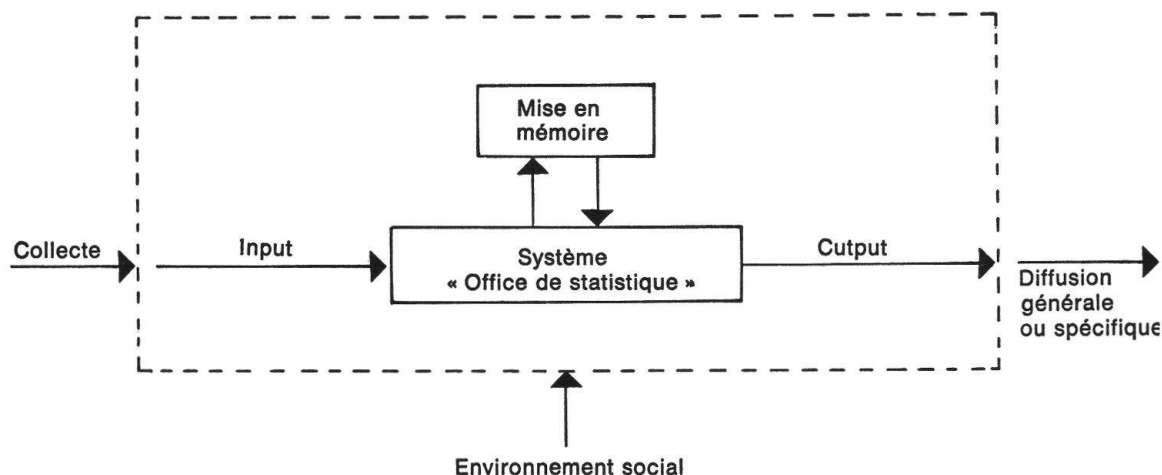 Mise en
mémoire
Collecte
Input
Système
« Office de statistique »
Cutput
Diffusion
générale
ou spécifique
Environnement social